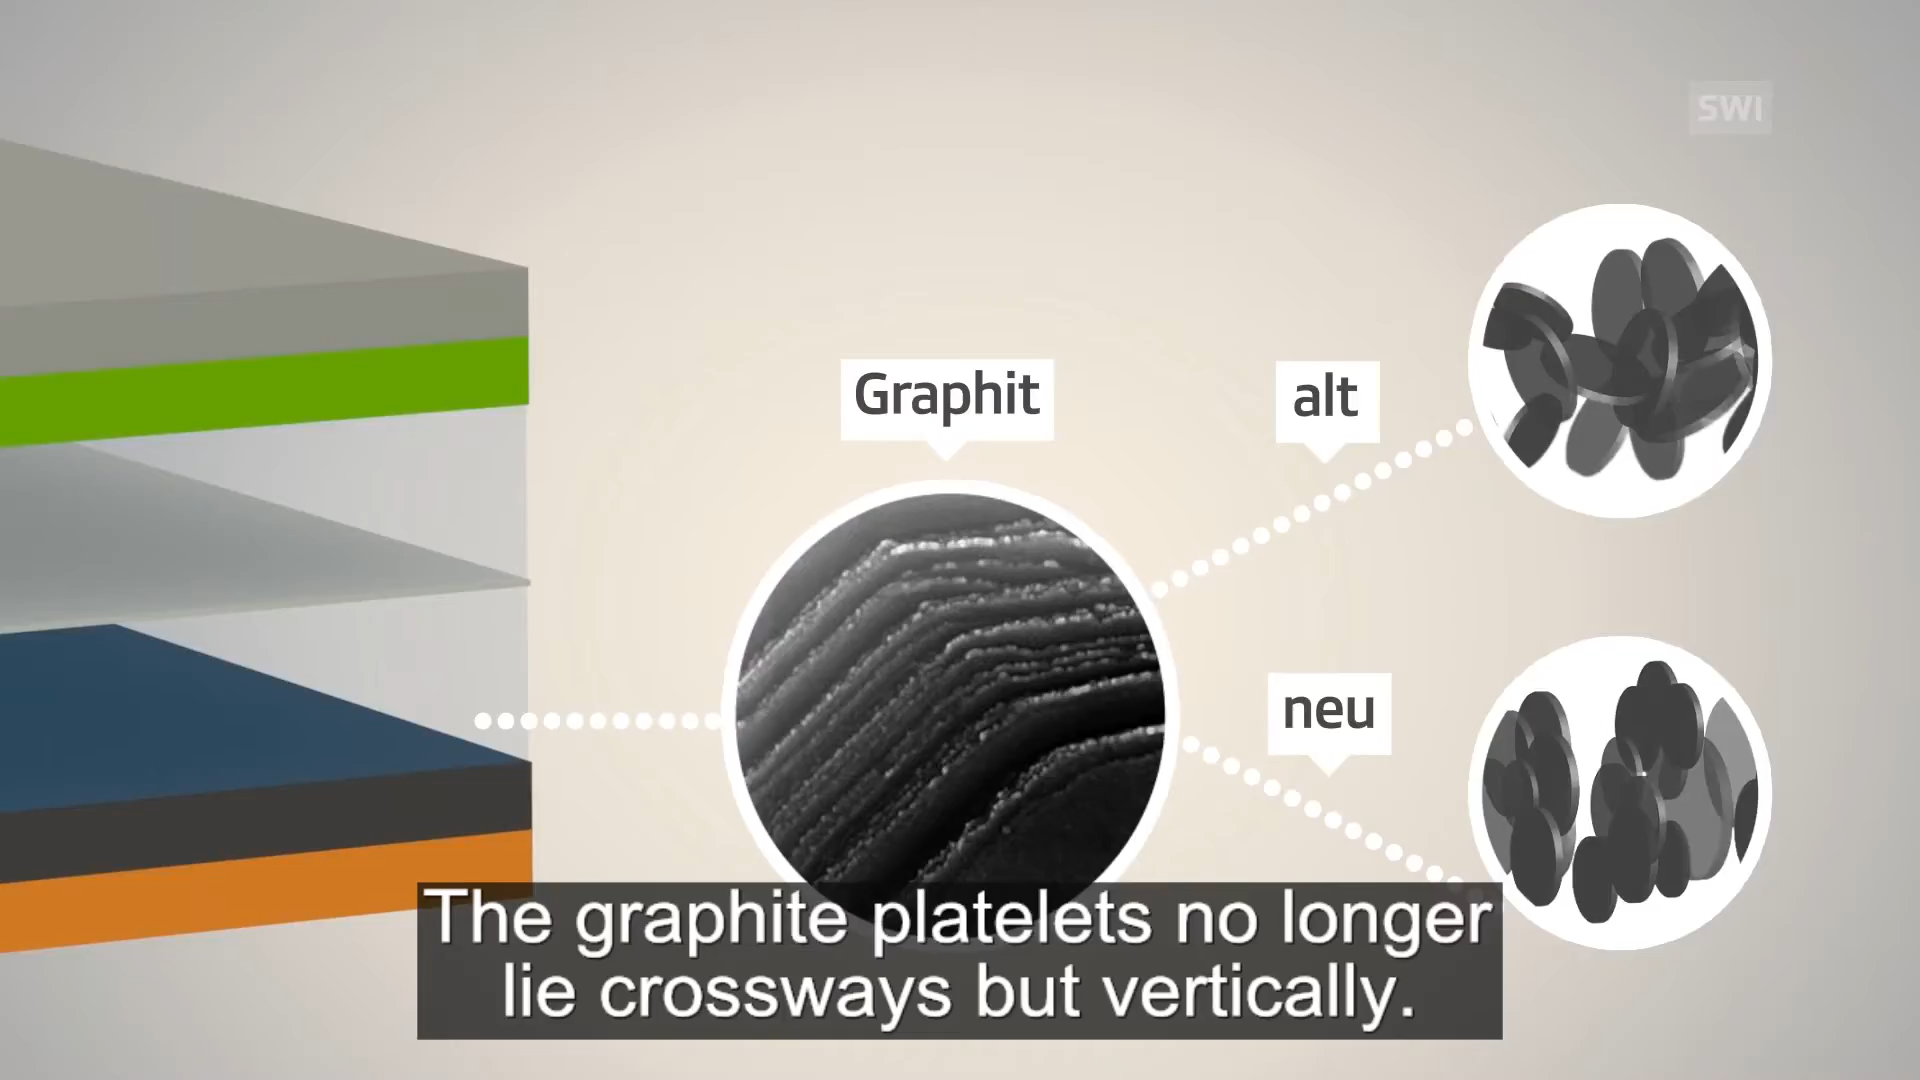 SWI
Graphit
alt
neu
The graphite platelets no longer
lie crossways but vertically.